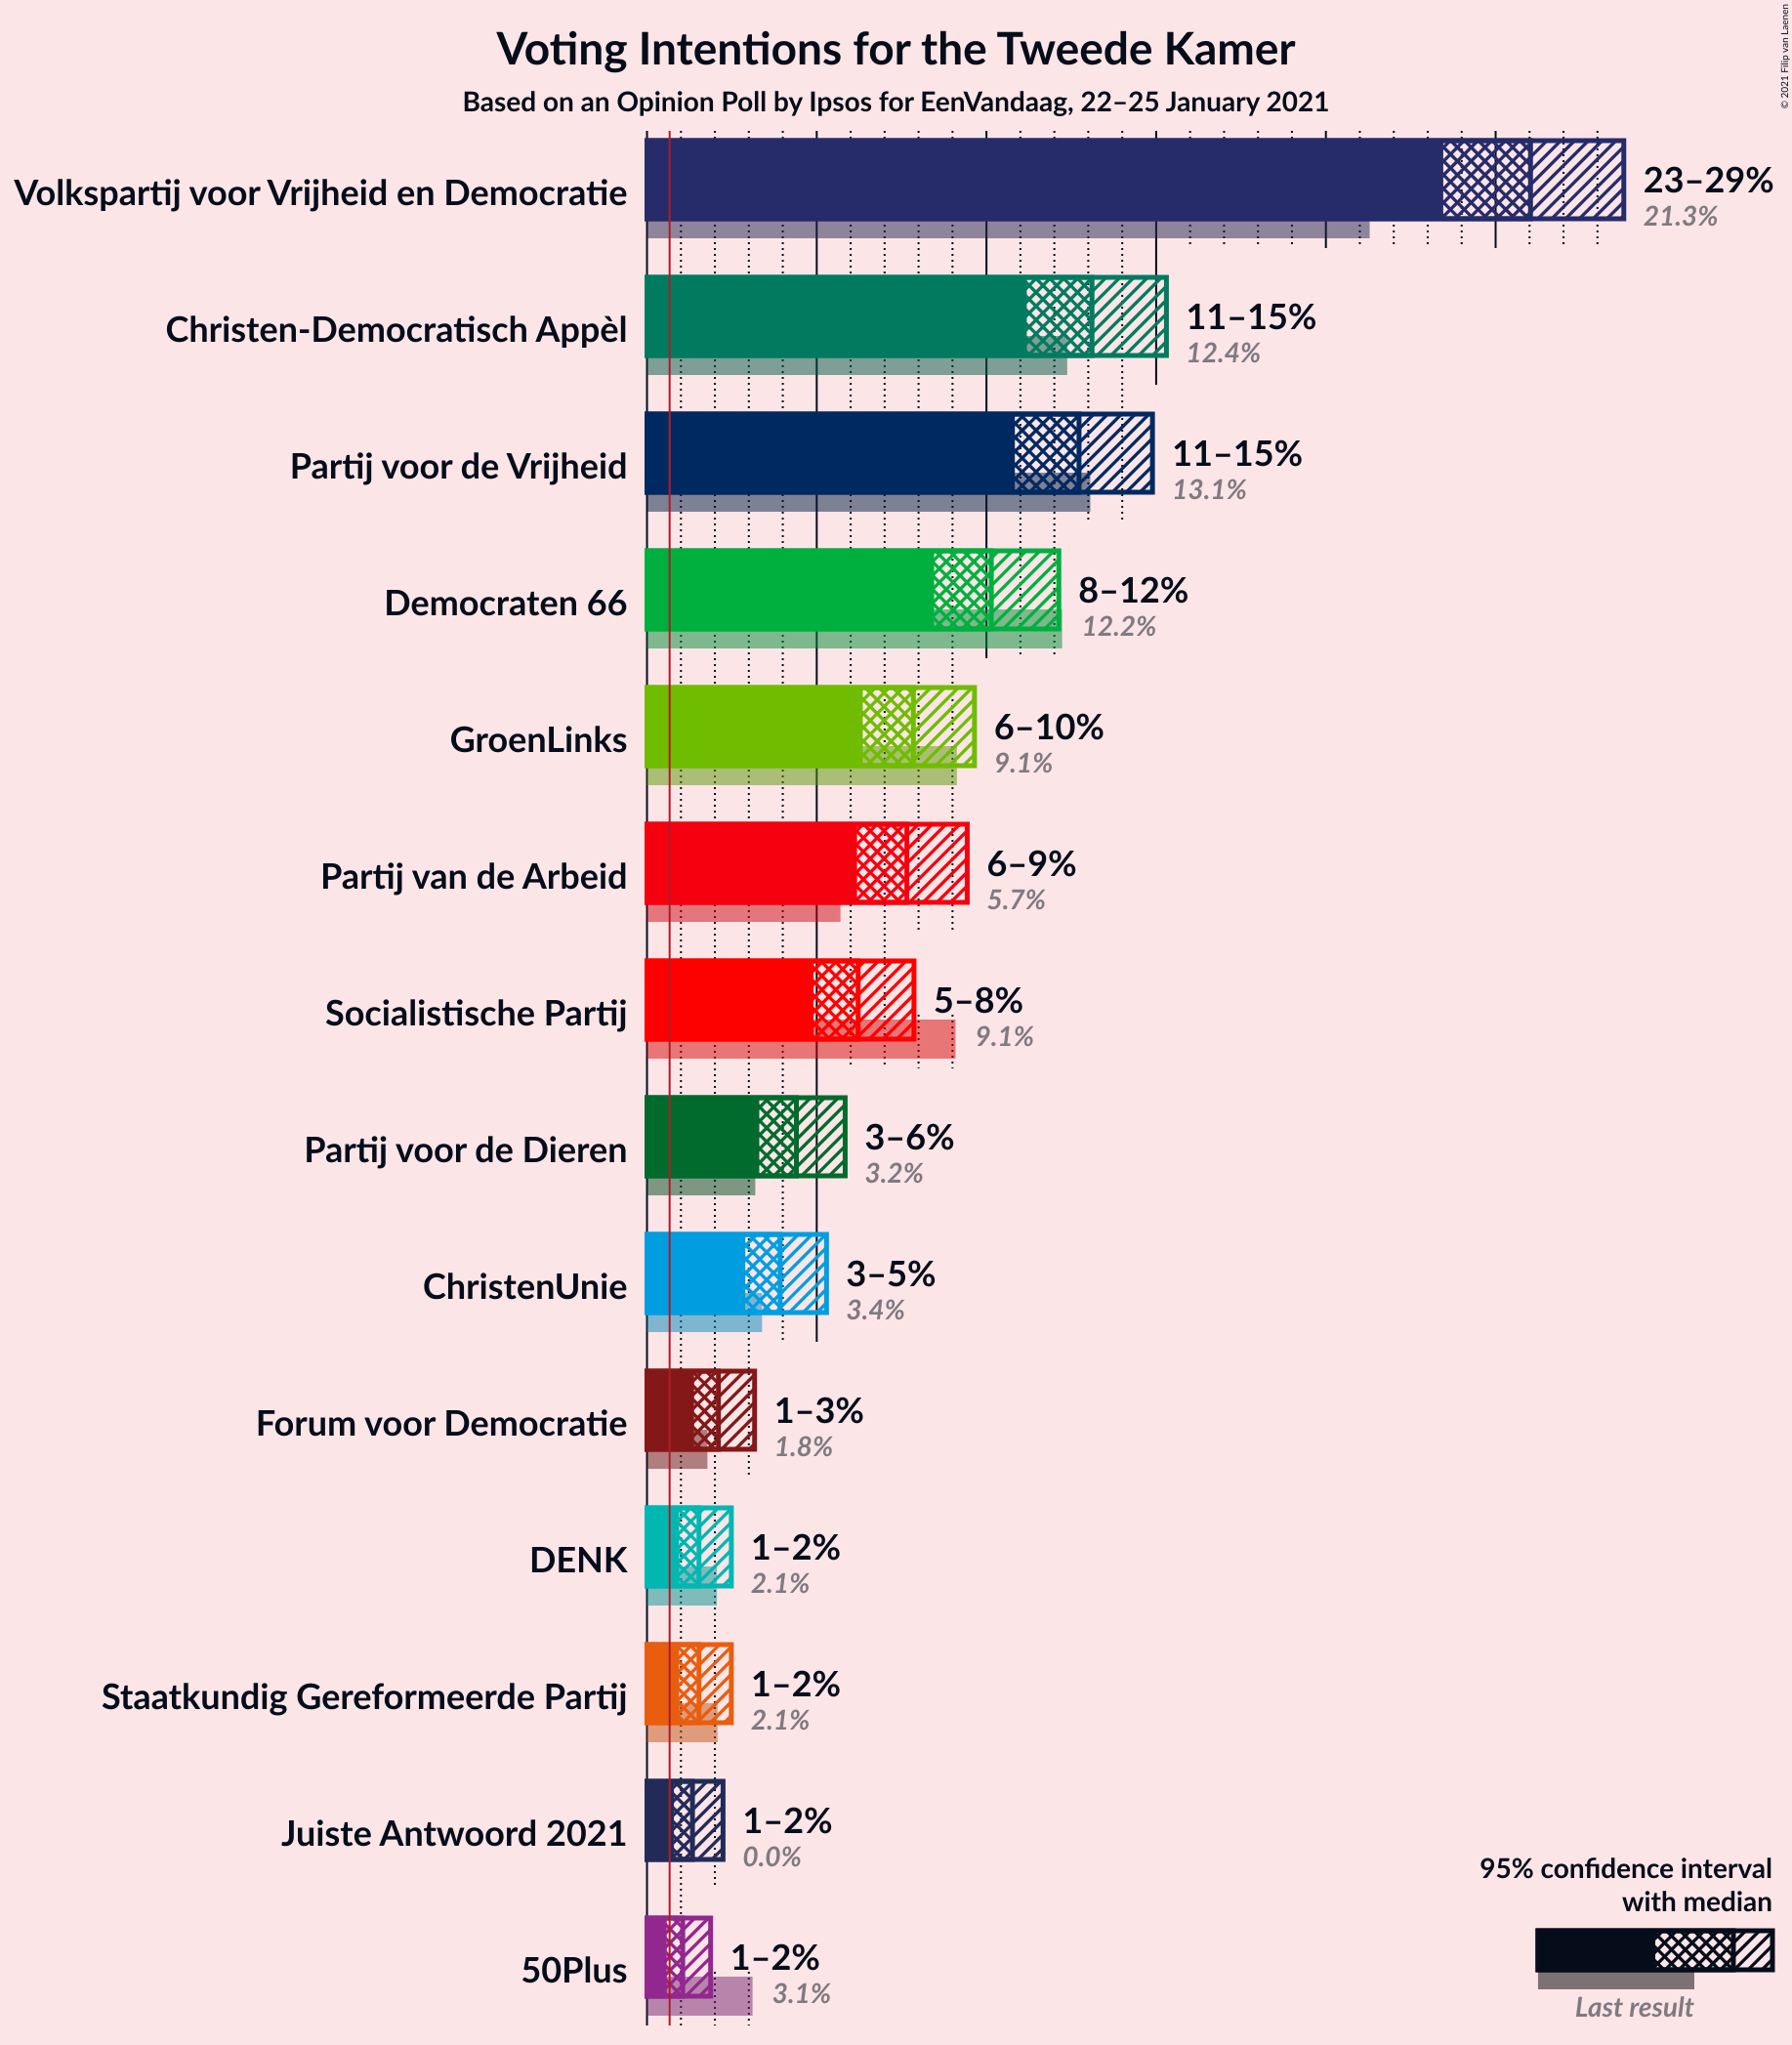 © 2021 Filip van Laenen
Voting Intentions for the Tweede Kamer
Based on an Opinion Poll by Ipsos for EenVandaag, 22–25 January 2021
Volkspartij voor Vrijheid en Democratie
23–29%
21.3%
Christen-Democratisch Appèl
11–15%
12.4%
Partij voor de Vrijheid
11–15%
13.1%
Democraten 66
8–12%
12.2%
GroenLinks
6–10%
9.1%
Partij van de Arbeid
6–9%
5.7%
Socialistische Partij
5–8%
9.1%
Partij voor de Dieren
3–6%
3.2%
ChristenUnie
3–5%
3.4%
Forum voor Democratie
1–3%
1.8%
DENK
1–2%
2.1%
Staatkundig Gereformeerde Partij
1–2%
2.1%
Juiste Antwoord 2021
1–2%
0.0%
50Plus
1–2%
3.1%
95% confidence interval
with median
Last result